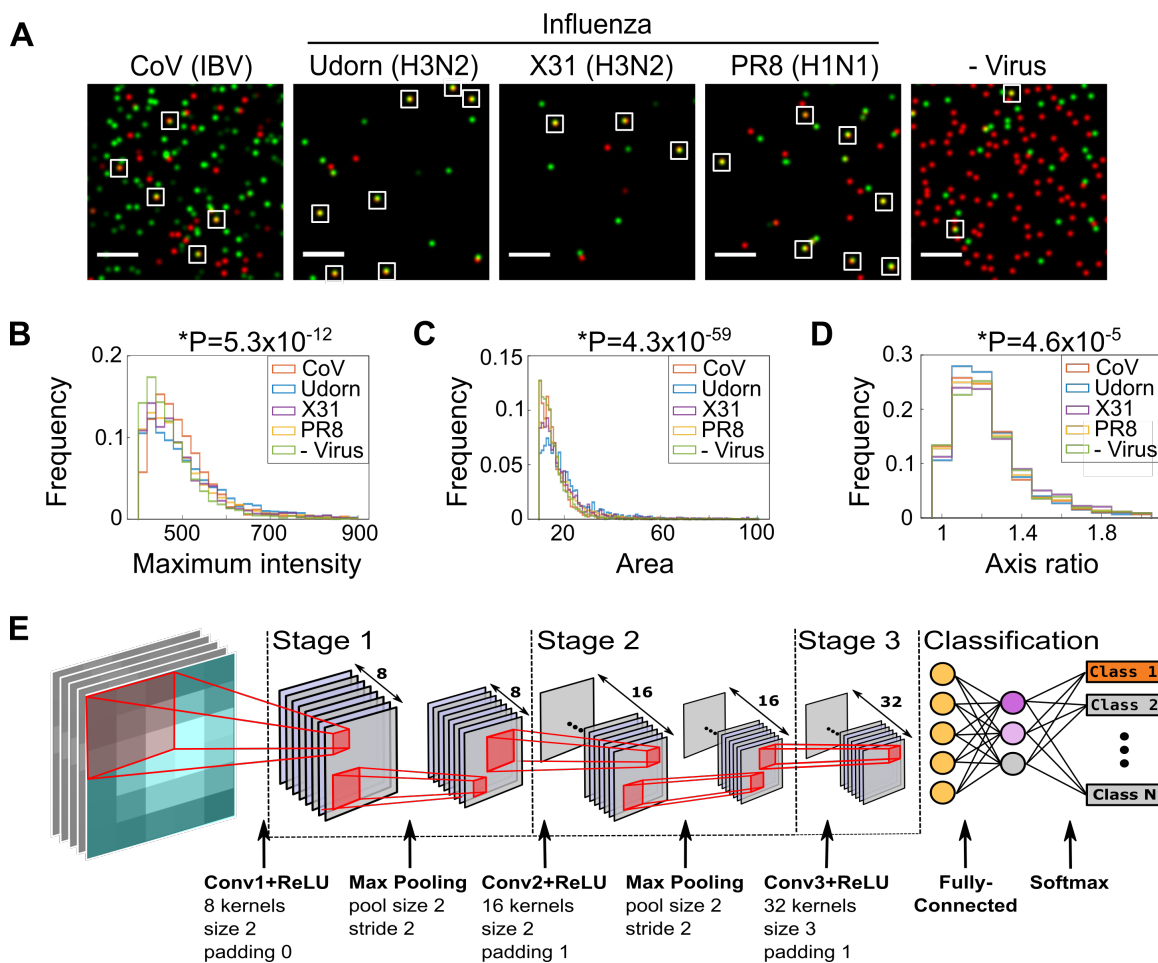 A
Influenza
CoV (IBV)
Udorn (H3N2)
X31 (H3N2)
PR8 (H1N1)
- Virus
B
*P=5.3x10-12
Frequency
0.2
0.1
0
500
700
900
Maximum intensity
CoV
Udorn
X31
PR8
- Virus
C
*P=4.3x10-59
Frequency
0.15
0.1
0.05
0
20
60
100
Area
CoV
Udorn
X31
PR8
- Virus
D
*P=4.6x10-5
Frequency
0.3
0.2
0.1
0
1
1.4
1.8
Axis ratio
CoV
Udorn
X31
PR8
- Virus
E
Stage 1
Stage 2
Stage 3
Classification
8
8
16
16
32
Class 1
Class 2
Class N
Conv1+ReLU
8 kernels
size 2
padding 0
Max Pooling
pool size 2
stride 2
Conv2+ReLU
16 kernels
size 2
padding 1
Max Pooling
pool size 2
stride 2
Conv3+ReLU
32 kernels
size 3
padding 1
Fully-
Connected
Softmax